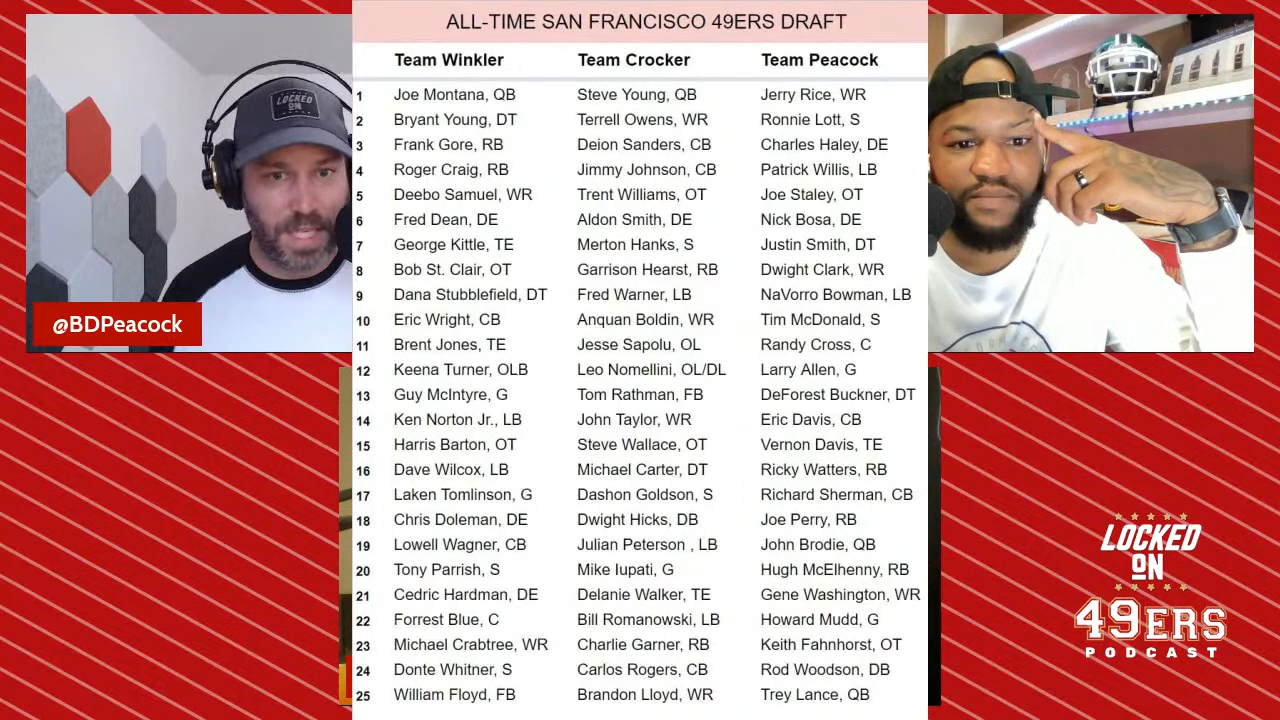 ALL-TIME SAN FRANCISCO 49ERS DRAFT
Team Winkler Team Crocker Team Peacock
1 Joe Montana, QB Steve Young, QB Jerry Rice, WR
2 Bryant Young, DT Terrell Owens, WR Ronnie Lott, S
3 Frank Gore, RB Deion Sanders, CB Charles Haley, DE
4 Roger Craig, RB Jimmy Johnson, CB Patrick Willis, LB
5 Deebo Samuel, WR Trent Williams, OT Joe Staley, OT
6 Fred Dean, DE Aldon Smith, DE Nick Bosa, DE
7 George Kittle, TE Merton Hanks, S Justin Smith, DT
8 Bob St. Clair, OT Garrison Hearst, RB Dwight Clark, WR
9 Dana Stubblefield, DT Fred Warner, LB NaVorro Bowman, LB
10 Eric Wright, CB Anquan Boldin, WR Tim McDonald, S
11 Brent Jones, TE Jesse Sapolu, OL Randy Cross, C
12 Keena Turner, OLB Leo Nomellini, OL/DL Larry Allen, G
13 Guy McIntyre, G Tom Rathman, FB DeForest Buckner, DT
14 Ken Norton Jr., LB John Taylor, WR Eric Davis, CB
15 Harris Barton, OT Steve Wallace, OT Vernon Davis, TE
16 Dave Wilcox, LB Michael Carter, DT Ricky Watters, RB
17 Laken Tomlinson, G Dashon Goldson, S Richard Sherman, CB
18 Chris Doleman, DE Dwight Hicks, DB Joe Perry, RB
19 Lowell Wagner, CB Julian Peterson , LB John Brodie, QB
20 Tony Parrish, S Mike Iupati, G Hugh McElhenny, RB
21 Cedric Hardman, DE Delanie Walker, TE Gene Washington, WR
22 Forrest Blue, C Bill Romanowski, LB Howard Mudd, G
23 Michael Crabtree, WR Charlie Garner, RB Keith Fahnhorst, OT
24 Donte Whitner, S Carlos Rogers, CB Rod Woodson, DB
25 William Floyd, FB Brandon Lloyd, WR Trey Lance, QB
LOCKED
ON
@BDPeacock
LOCKED
ON
49ERS
PODCAST